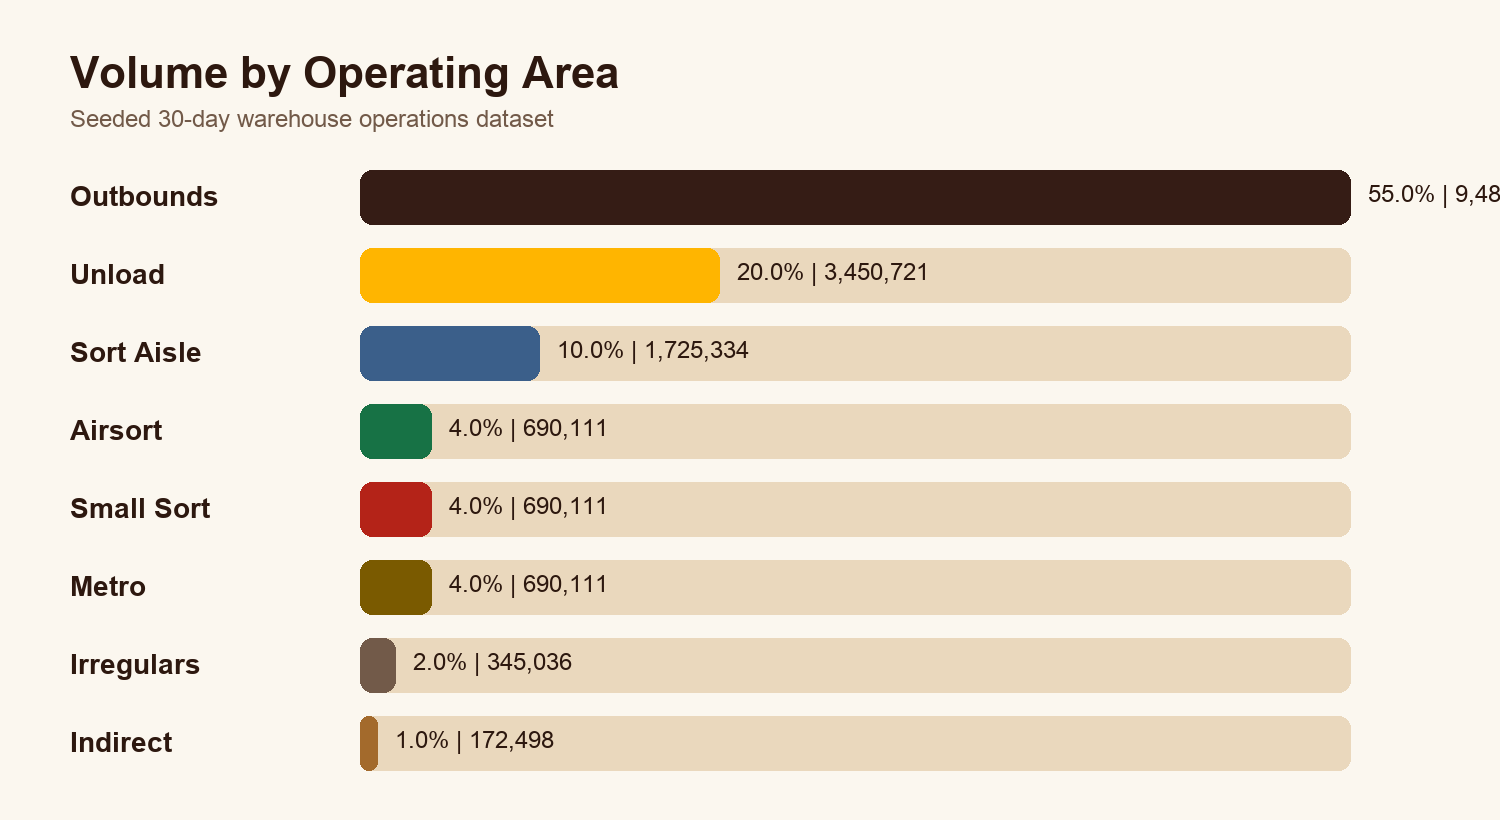 Volume by Operating Area
Seeded 30-day warehouse operations dataset
Outbounds 55.0% | 9,48
Unload 20.0% | 3,450,721
Sort Aisle 10.0% | 1,725,334
Airsort 4.0% | 690,111
Small Sort 4.0% | 690,111
Metro 4.0% | 690,111
Irregulars 2.0% | 345,036
Indirect 1.0% | 172,498